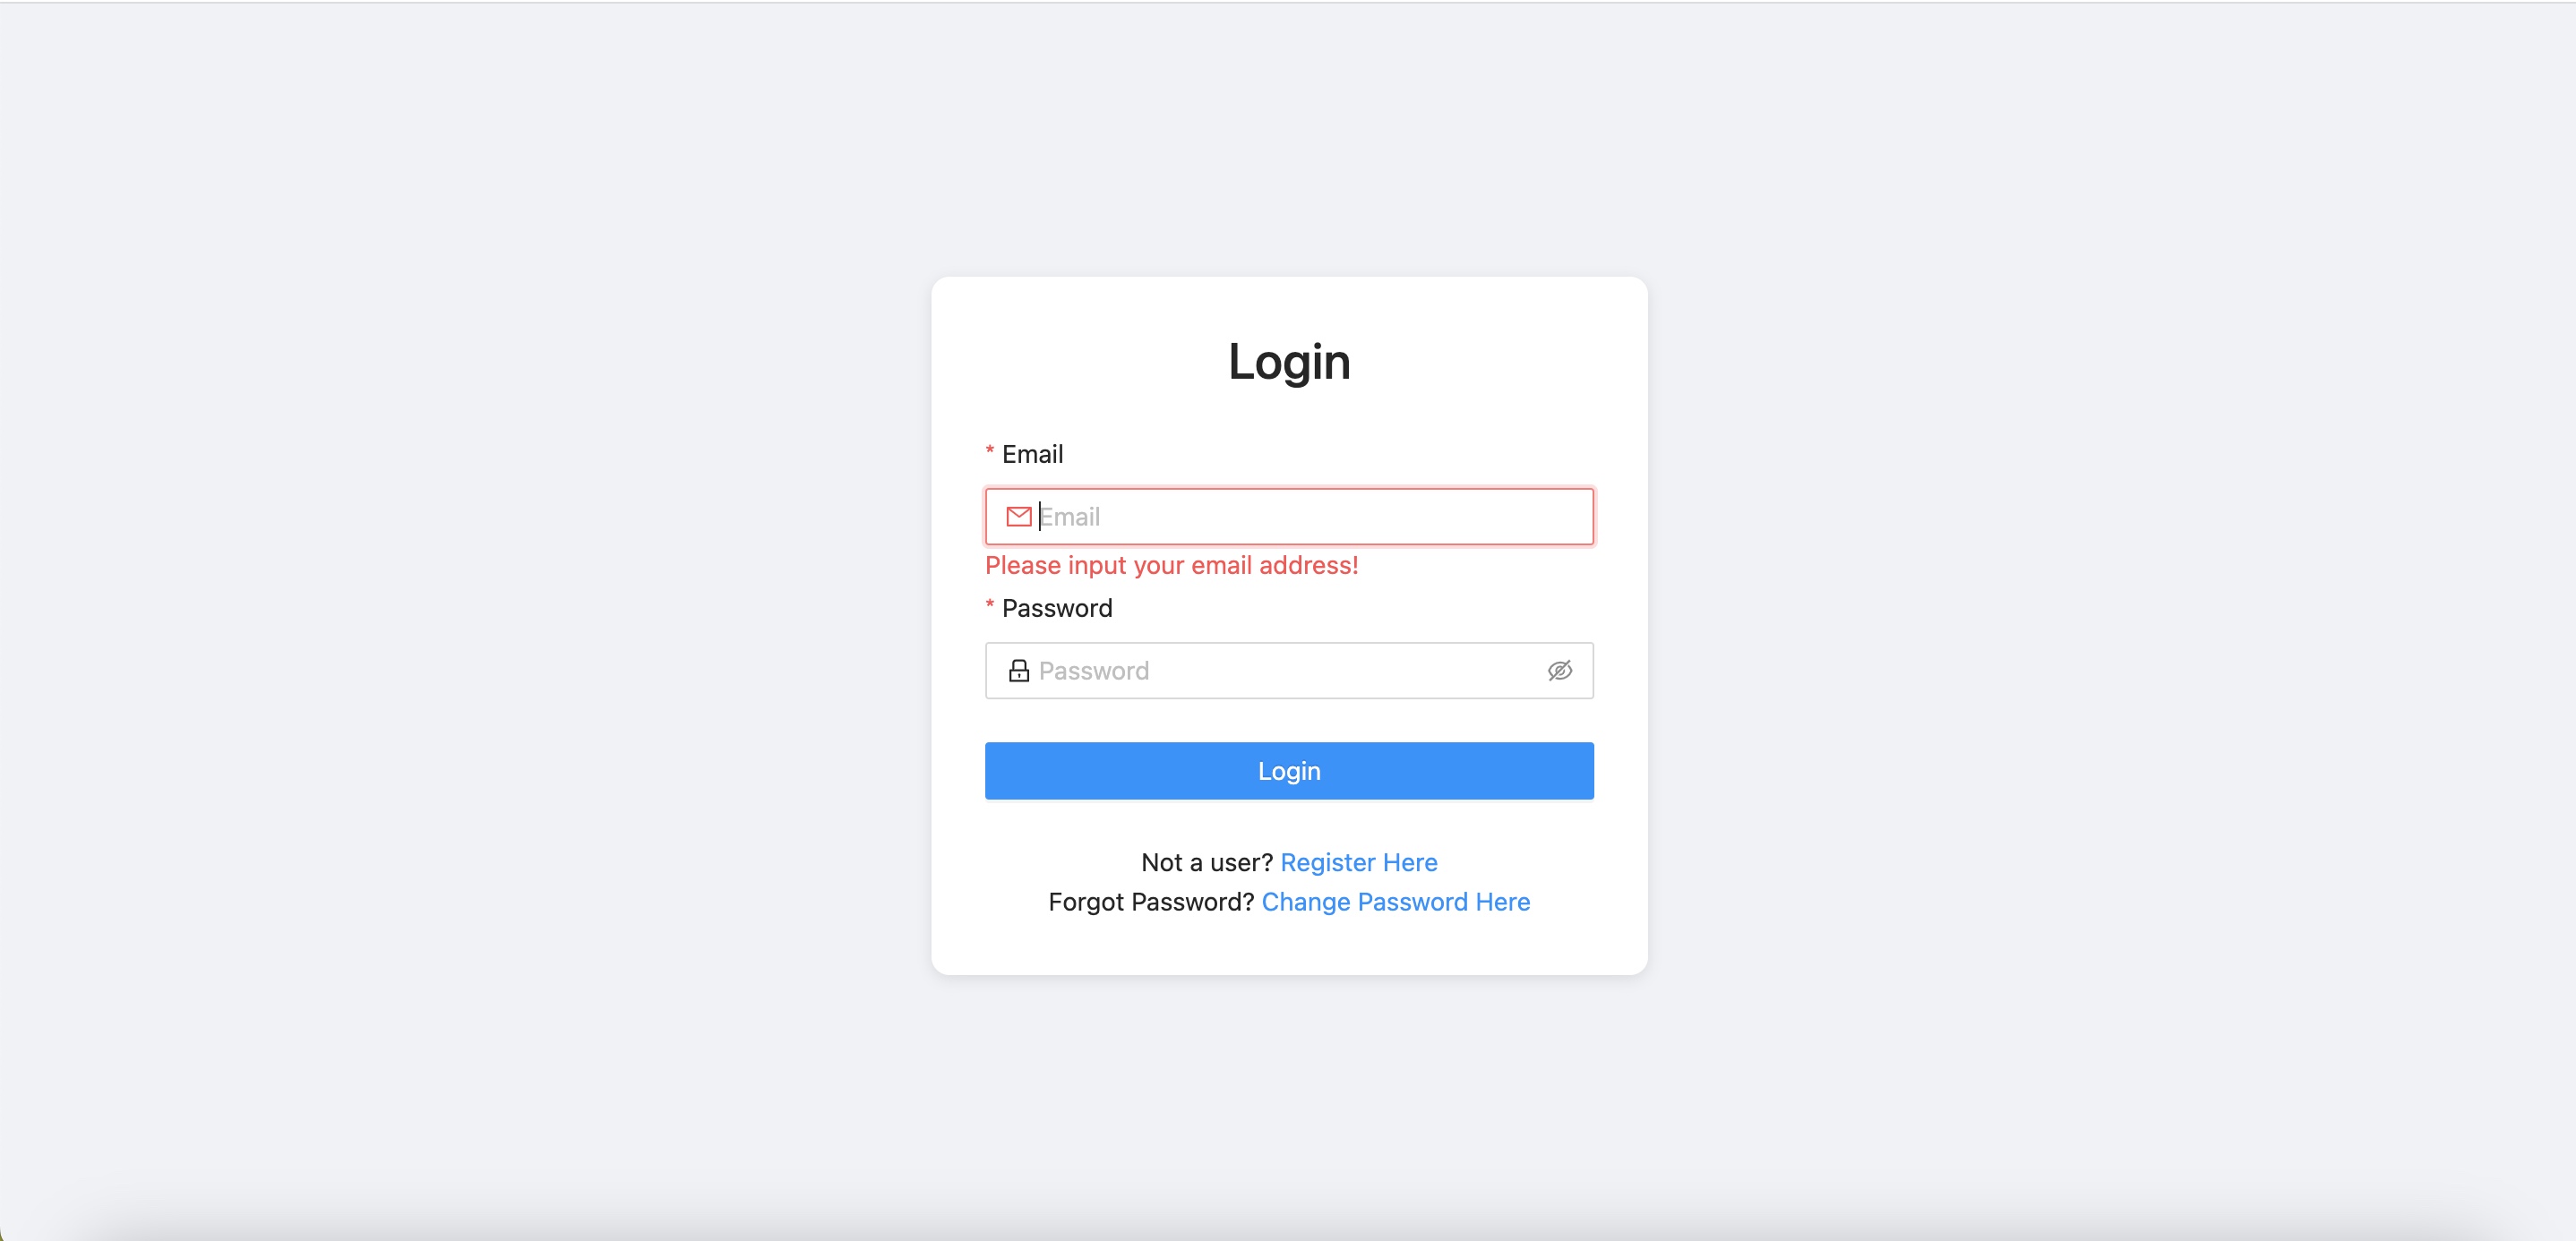 Login
* Email
Email
Please input your email address!
* Password
Password
Login
Not a user? Register Here
Forgot Password? Change Password Here